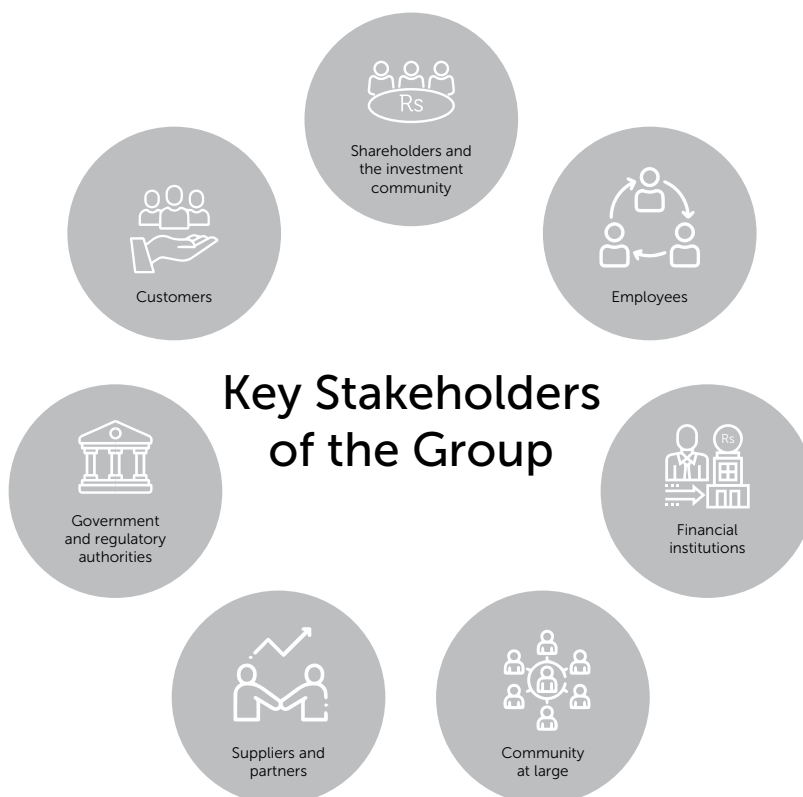 Rs
Shareholders and
the investment
community
Customers
Employees
Key Stakeholders
of the Group
Government
and regulatory
authorities
Rs
Financial
institutions
Suppliers and
partners
Community
at large